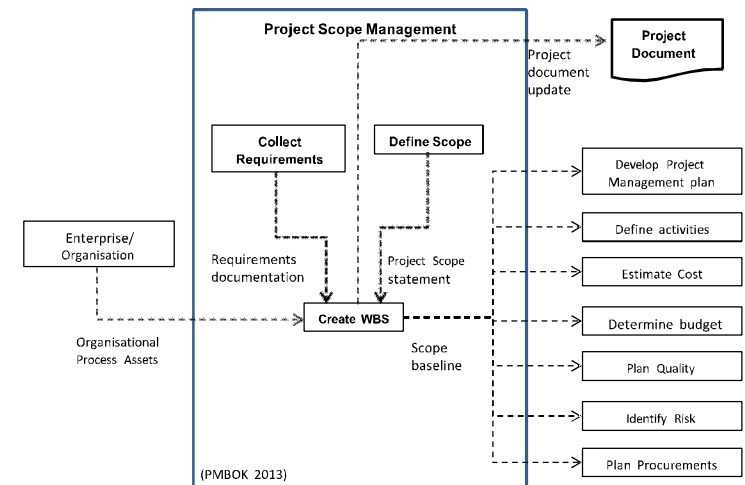 Project Scope Management
Project
Document
Project
document
update
Collect
Requirements
Define Scope
Develop Project
Management plan
Enterprise/
Organisation
Define activities
Requirements
documentation
Project Scope
statement
Estimate Cost
Create WBS
Determine budget
Organisational
Process Assets
Scope
baseline
Plan Quality
Identify Risk
Plan Procurements
(PMBOK 2013)